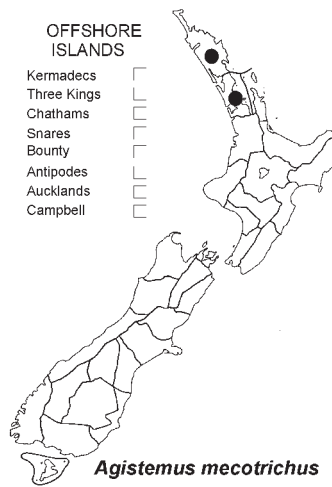 OFFSHORE
ISLANDS
Kermadecs
Three Kings
Chathams
Snares
Bounty
Antipodes
Aucklands
Campbell
Agistemus mecotrichus